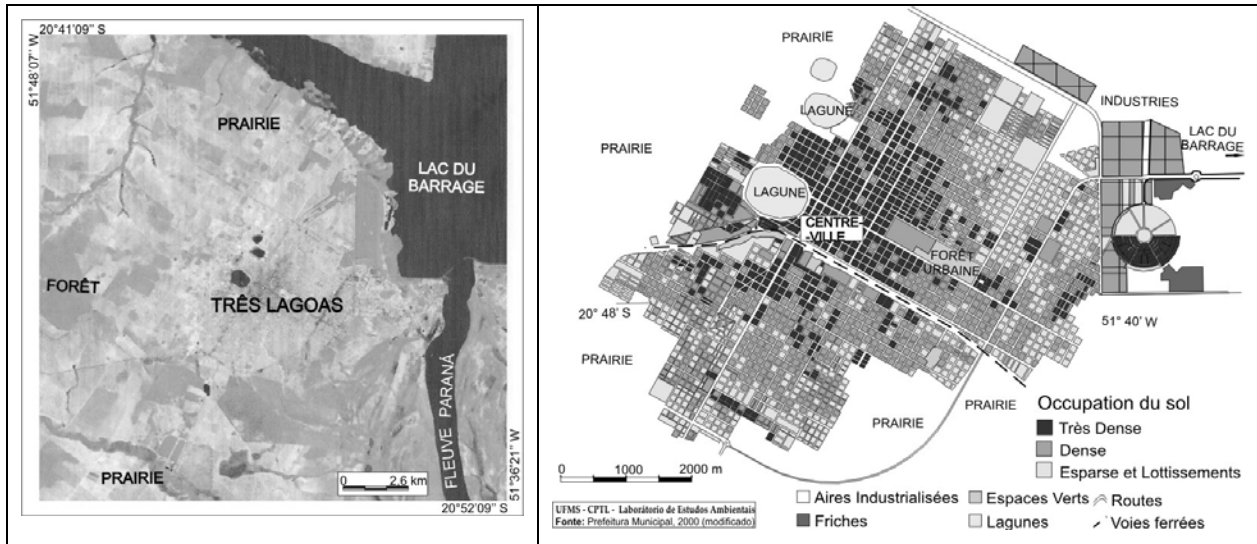 20°41'09'' S
51°48'07'' W
PRAIRIE
LAC DU
BARRAGE
FORÊT
TRÊS LAGOAS
FLEUVE PARANÁ
PRAIRIE
0 2.6 km
51°36'21'' W
20°52'09'' S
PRAIRIE
LAGUNE
INDUSTRIES
LAC DU
BARRAGE
PRAIRIE
LAGUNE
CENTRE-
-VILLE
FORÊT
URBAINE
20° 48' S
51° 40' W
PRAIRIE
PRAIRIE
PRAIRIE
Occupation du sol
Très Dense
Dense
Esparse et Lottissements
0 1000 2000 m
Aires Industrialisées
Espaces Verts
Routes
Friches
Lagunes
Voies ferrées
UFMS - CPTL - Laboratório de Estudos Ambientais
Fonte: Prefeitura Municipal, 2000 (modificado)